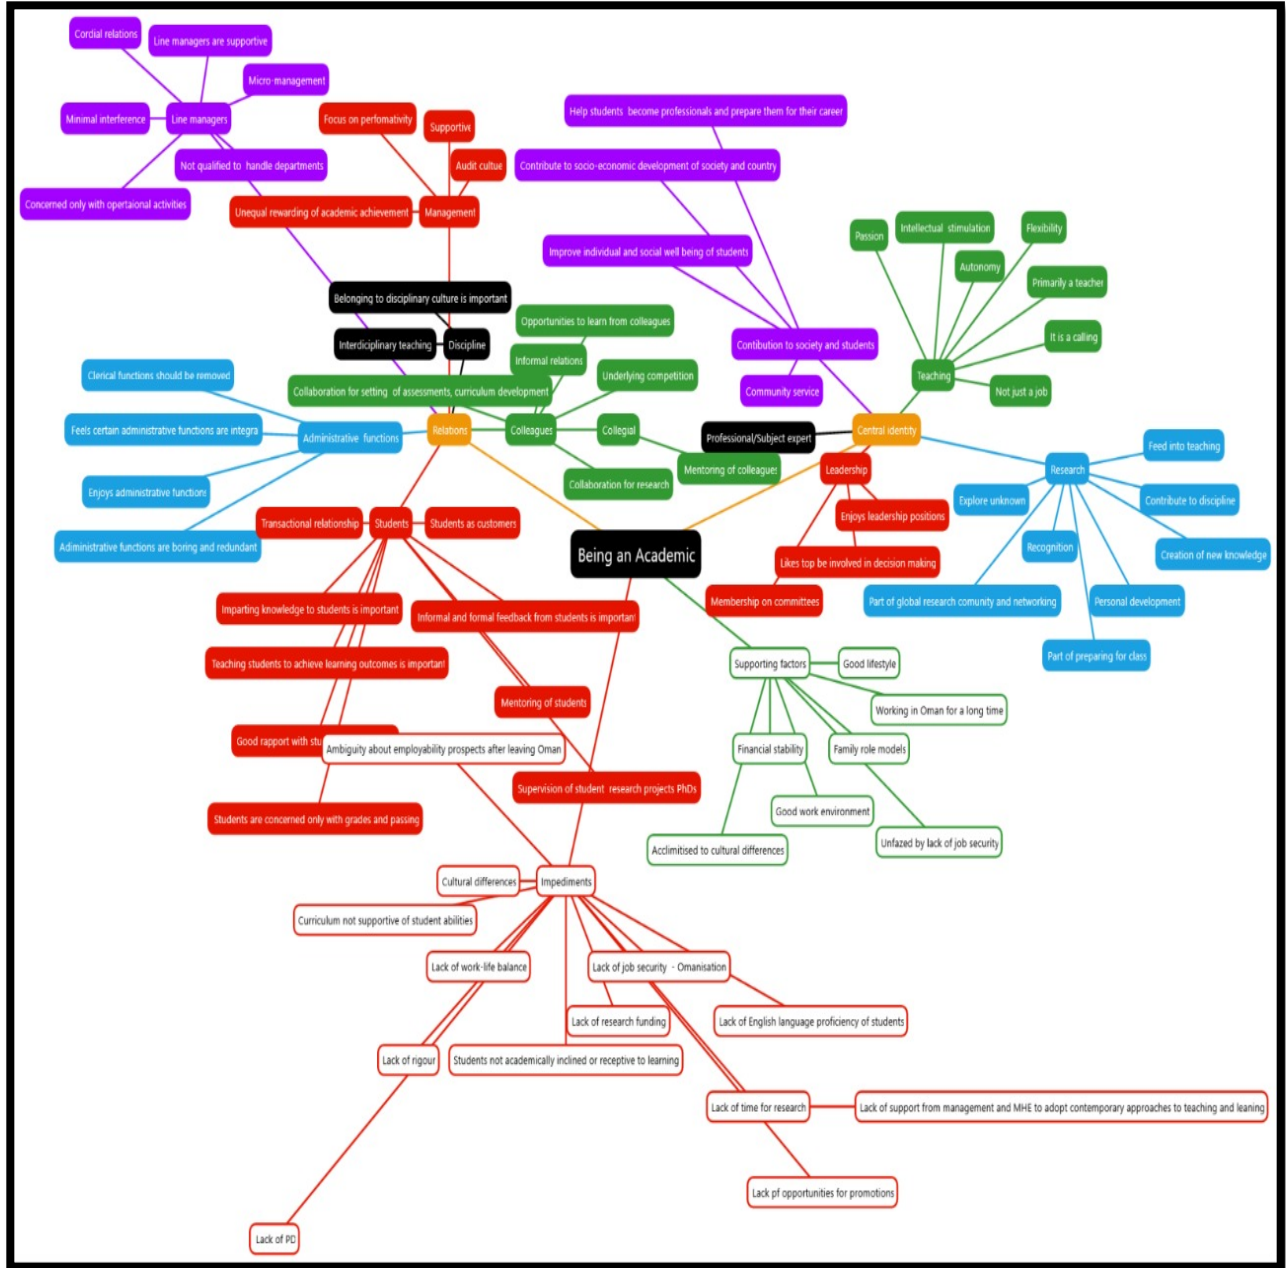 Cordial relations
Line managers are supportive
Micro-management
Minimal interference
Line managers
Not qualified to handle departments
Concerned only with opertaional activities
Focus on perfomativity
Supportive
Audit cultue
Unequal rewarding of academic achievement
Management
Help students become professionals and prepare them for their career
Contribute to socio-economic development of society and country
Improve individual and social well being of students
Contibution to society and students
Community service
Passion
Intellectual stimulation
Flexibility
Autonomy
Primarily a teacher
It is a calling
Teaching
Not just a job
Belonging to disciplinary culture is important
Interdiciplinary teaching
Discipline
Opportunities to learn from colleagues
Informal relations
Underlying competition
Collaboration for setting of assessments, curriculum development
Relations
Colleagues
Collegial
Mentoring of colleagues
Collaboration for research
Clerical functions should be removed
Feels certain administrative functions are integra
Administrative functions
Enjoys administrative functions
Adiministrative functions are boring and redundant
Professional/Subject expert
Central identity
Leadership
Enjoys leadership positions
Likes top be involved in decision making
Membership on committees
Research
Feed into teaching
Explore unknown
Contribute to discipline
Recognition
Creation of new knowledge
Part of global research comunity and networking
Personal development
Part of preparing for class
Transactional relationship
Students
Students as customers
Being an Academic
Imparting knowledge to students is important
Informal and formal feedback from students is important
Teaching students to achieve learning outcomes is important
Mentoring of students
Good rapport with
Ambiguity about employability prospects after leaving Oman
Supervision of student research projects PhDs
Students are concerned only with grades and passing
Supporting factors
Good lifestyle
Working in Oman for a long time
Financial stability
Family role models
Good work environment
Acclimitised to cultural differences
Unfazed by lack of job security
Cultural differences
Impediments
Curriculum not supportive of student abilities
Lack of work-life balance
Lack of job security - Omanisation
Lack of research funding
Lack of English language proficiency of students
Lack of rigour
Students not academically inclined or receptive to learning
Lack of time for research
Lack of support from management and MHE to adopt contemporary approaches to teaching and leaning
Lack pf opportunities for promotions
Lack of PD